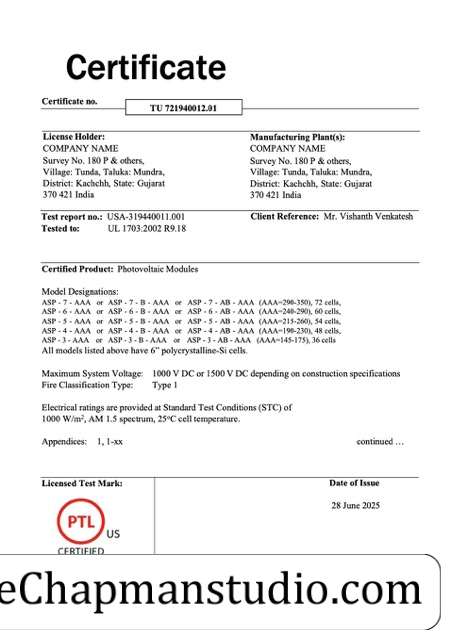 Certificate
Certificate no.
TU 721940012.01
License Holder:
COMPANY NAME
Survey No. 180 P & others,
Village: Tunda, Taluka: Mundra,
District: Kachchh, State: Gujarat
370 421 India
Manufacturing Plant(s):
COMPANY NAME
Survey No. 180 P & others,
Village: Tunda, Taluka: Mundra,
District: Kachchh, State: Gujarat
370 421 India
Test report no.: USA-319440011.001
Client Reference: Mr. Vishanth Venkatesh
Tested to: UL 1703:2002 R9.18
Certified Product: Photovoltaic Modules
Model Designations:
ASP - 7 - AAA or ASP - 7 - B - AAA or ASP - 7 - AB - AAA (AAA=290-350), 72 cells,
ASP - 6 - AAA or ASP - 6 - B - AAA or ASP - 6 - AB - AAA (AAA=240-290), 60 cells,
ASP - 5 - AAA or ASP - 5 - B - AAA or ASP - 5 - AB - AAA (AAA=215-260), 54 cells,
ASP - 4 - AAA or ASP - 4 - B - AAA or ASP - 4 - AB - AAA (AAA=190-230), 48 cells,
ASP - 3 - AAA or ASP - 3 - B - AAA or ASP - 3 - AB - AAA (AAA=145-175), 36 cells
All models listed above have 6” polycrystalline-Si cells.
Maximum System Voltage: 1000 V DC or 1500 V DC depending on construction specifications
Fire Classification Type: Type 1
Electrical ratings are provided at Standard Test Conditions (STC) of
1000 W/m², AM 1.5 spectrum, 25°C cell temperature.
Appendices: 1, 1-xx
continued …
Licensed Test Mark:
Date of Issue
28 June 2025
PTL
US
CERTIFIED
eChapmanstudio.com